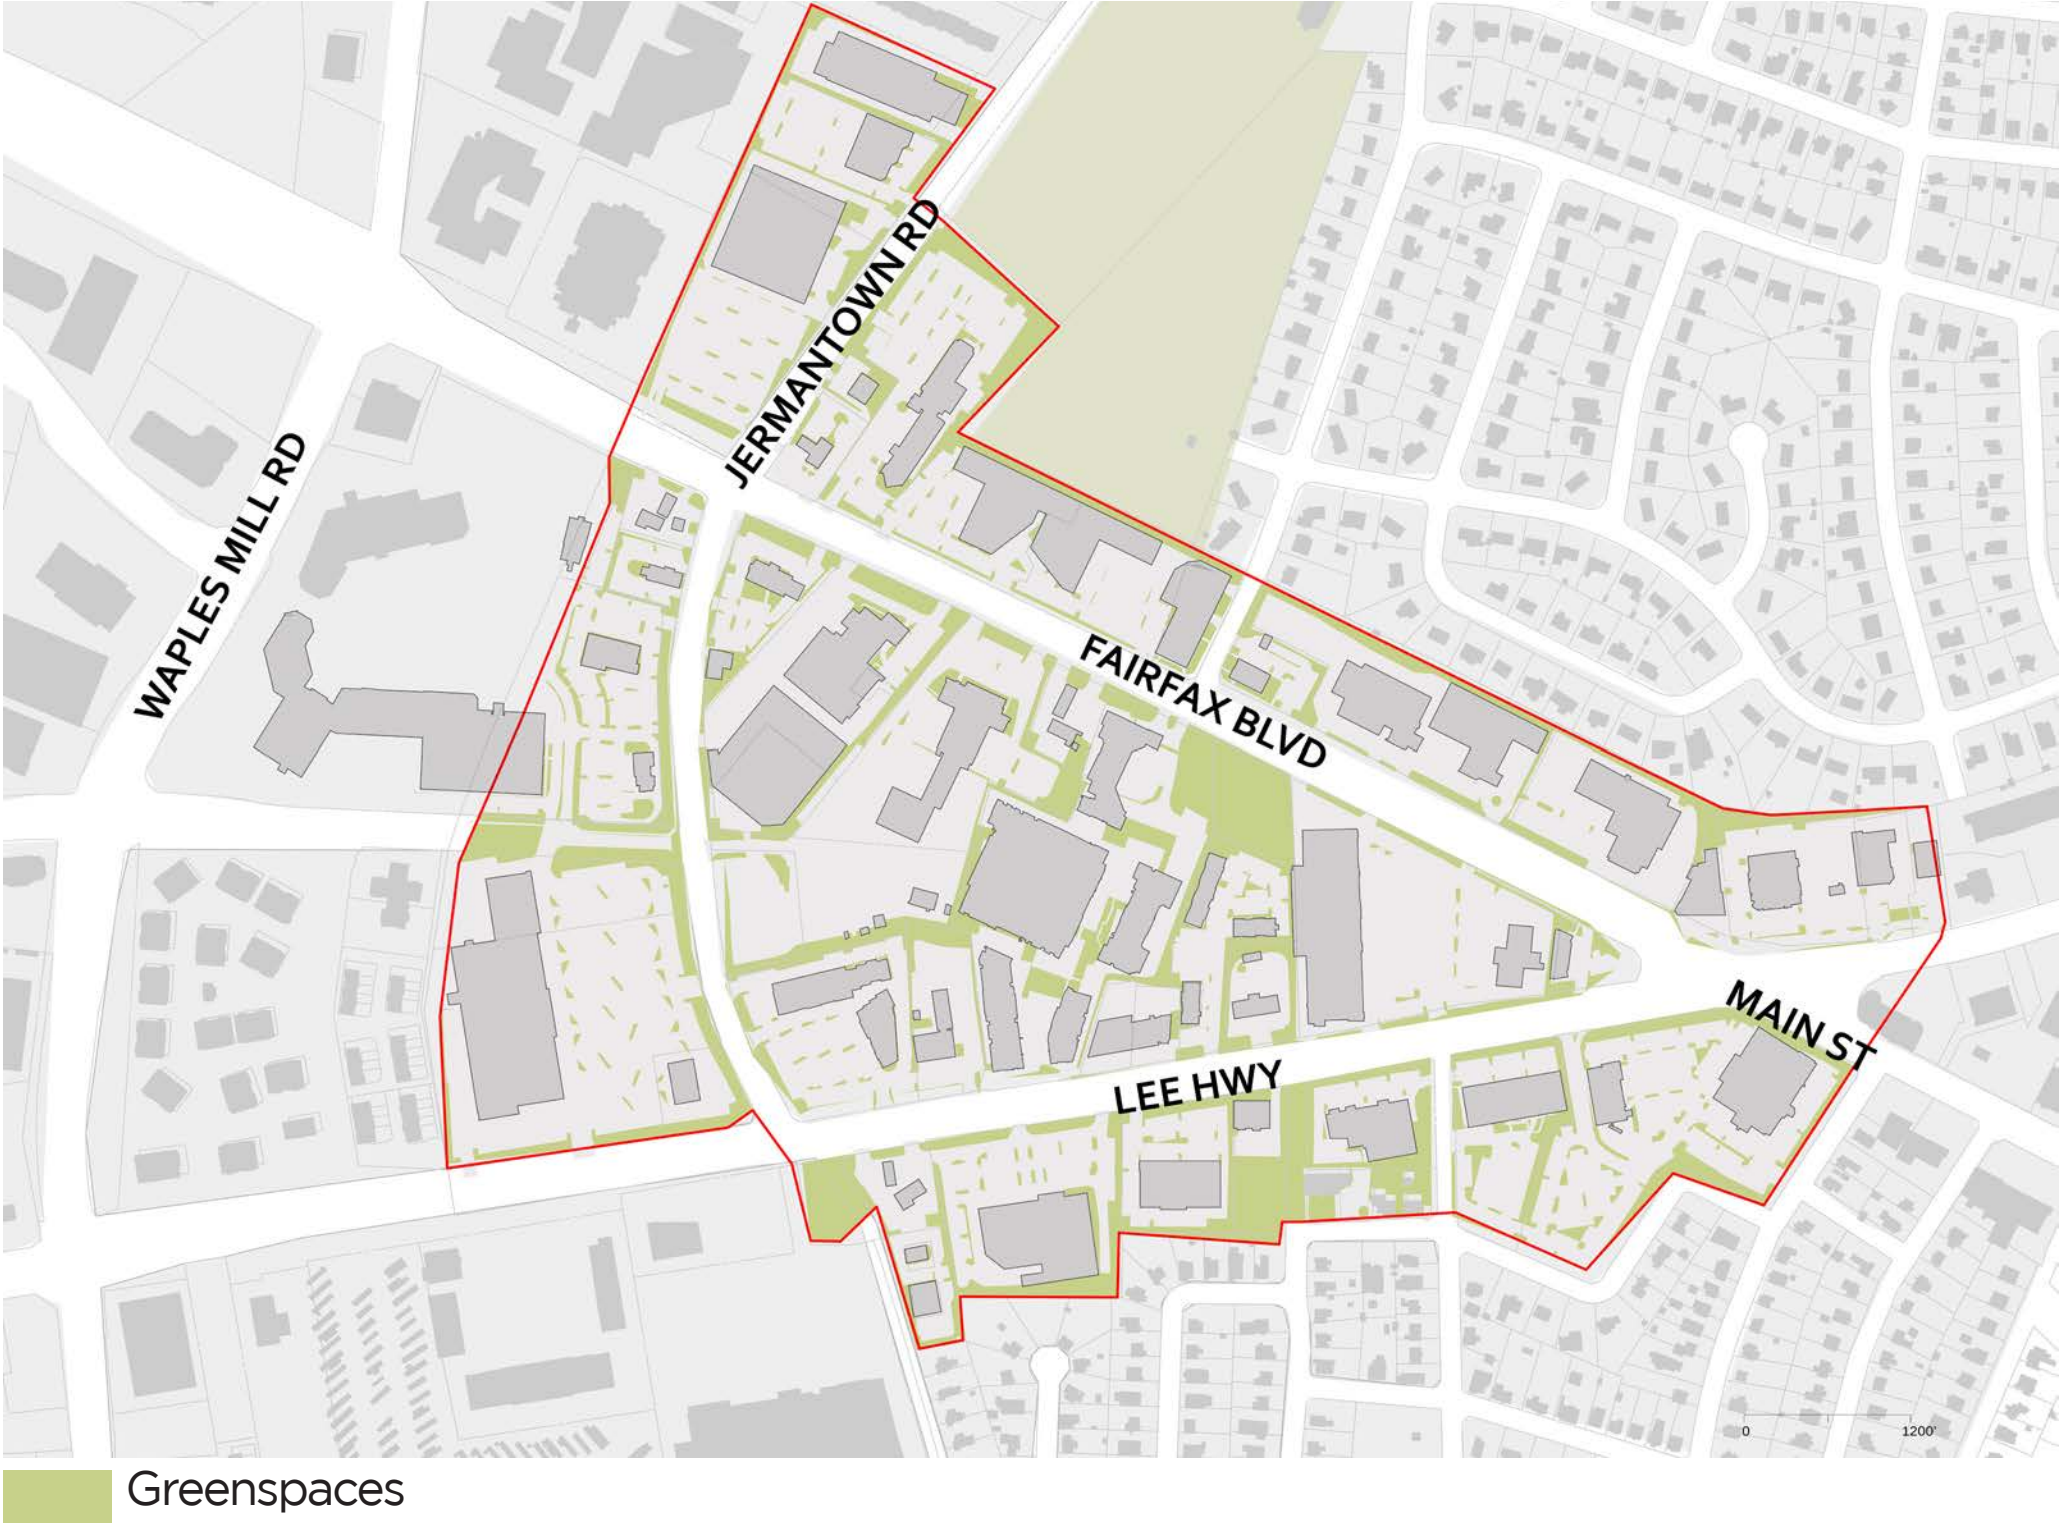 JERMANTOWN RD
WAPLES MILL RD
FAIRFAX BLVD
MAIN ST
LEE HWY
0 1200'
Greenspaces